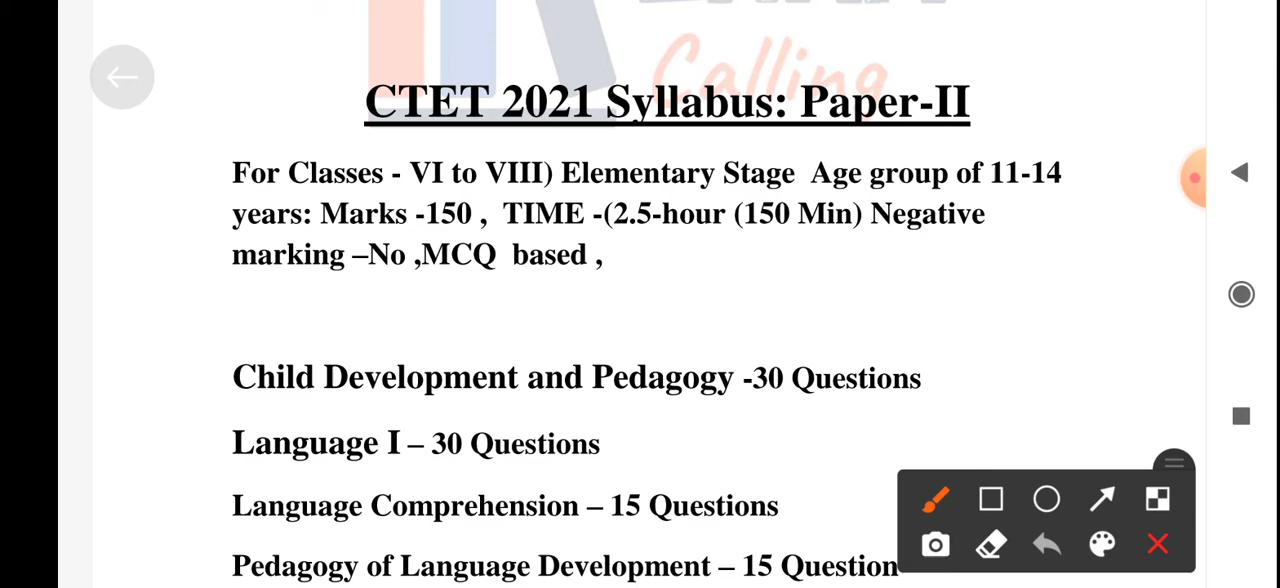 Calling
CTET 2021 Syllabus: Paper-II
For Classes - VI to VIII) Elementary Stage Age group of 11-14
years: Marks -150 , TIME -(2.5-hour (150 Min) Negative
marking –No ,MCQ based ,
Child Development and Pedagogy -30 Questions
Language I – 30 Questions
Language Comprehension – 15 Questions
Pedagogy of Language Development – 15 Question